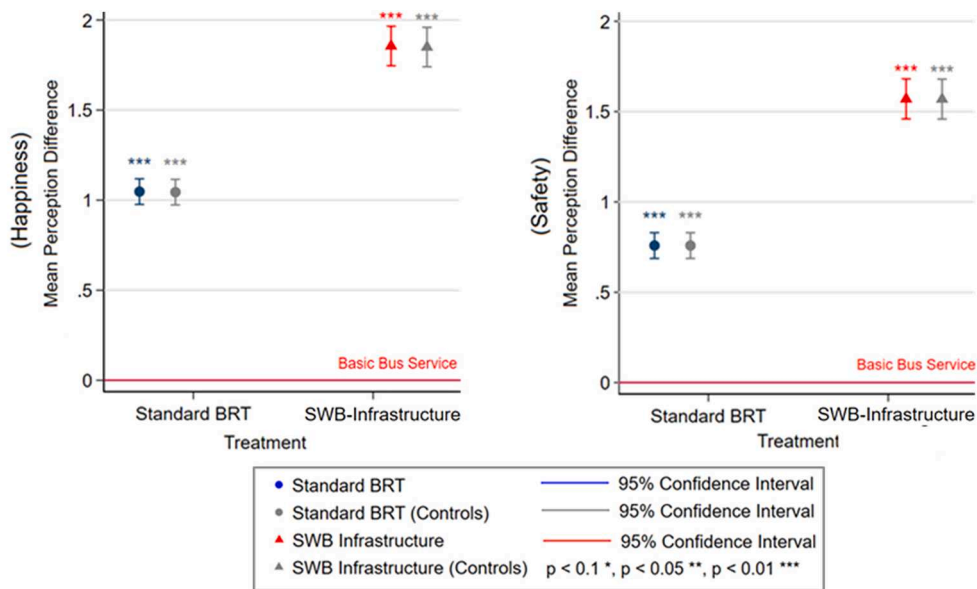 (Happiness)
Mean Perception Difference
2
1.5
1
.5
0
***
***
***
***
Basic Bus Service
Standard BRT
SWB-Infrastructure
Treatment
(Safety)
Mean Perception Difference
2
1.5
1
.5
0
***
***
***
***
Basic Bus Service
Standard BRT
SWB-Infrastructure
Treatment
Standard BRT 95% Confidence Interval
Standard BRT (Controls) 95% Confidence Interval
SWB Infrastructure 95% Confidence Interval
SWB Infrastructure (Controls) p < 0.1 *, p < 0.05 **, p < 0.01 ***